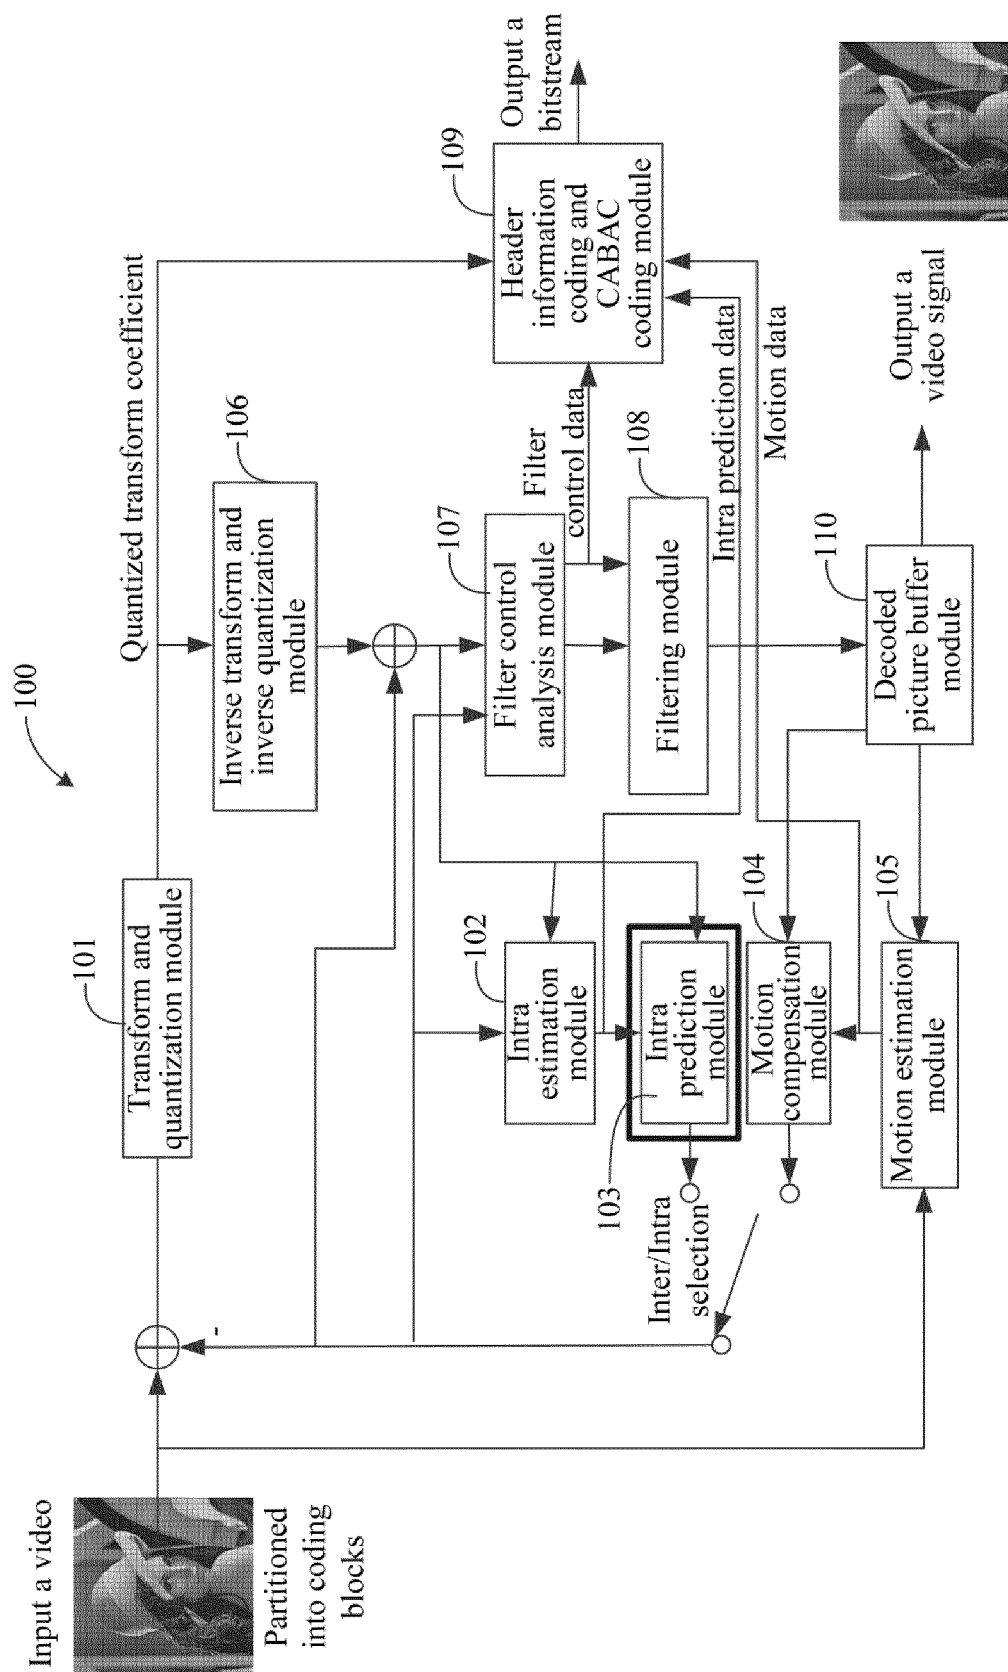 100
Input a video
Partitioned
into coding
blocks
-
101
Transform and
quantization module
Quantized transform coefficient
106
Inverse transform and
inverse quantization
module
109
Header
information
coding and
CABAC
coding module
Output a
bitstream
107
Filter control
analysis module
Filter
control data
108
Filtering module
102
Intra
estimation
module
103
Intra
prediction
module
Inter/Intra
selection
Intra prediction data
104
Motion
compensation
module
Motion data
105
Motion estimation
module
110
Decoded
picture buffer
module
Output a
video signal